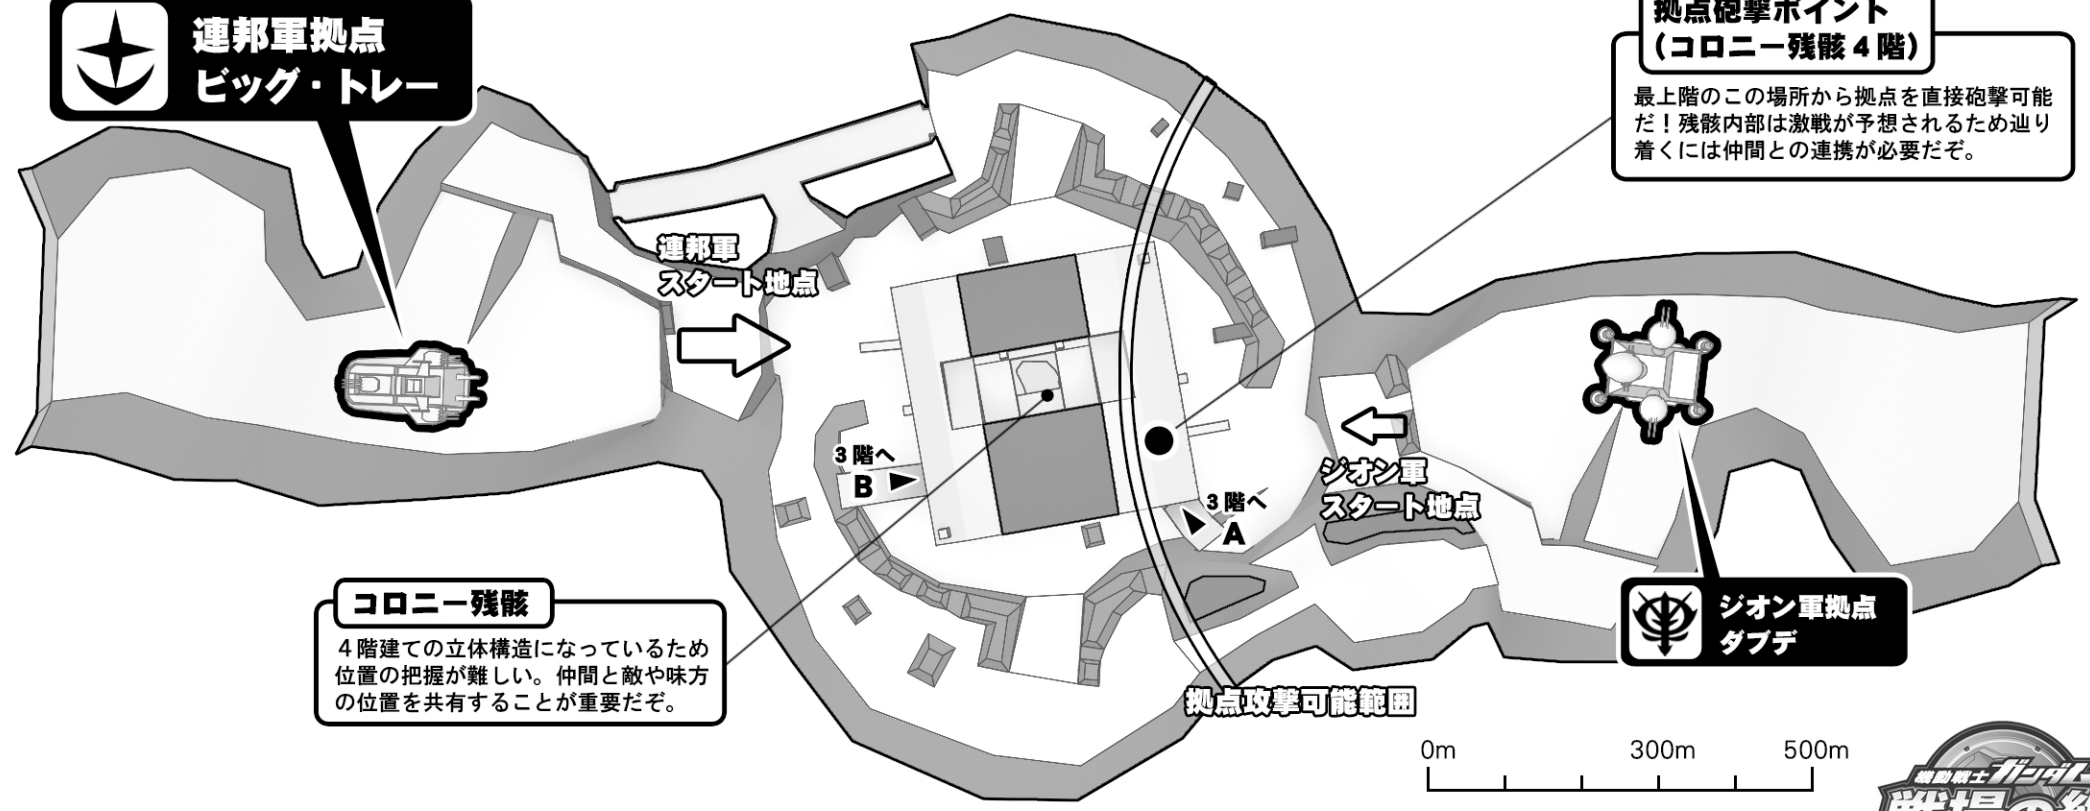 連邦軍拠点
ビッグ・トレー
拠点砲撃ポイント
（コロニー残骸４階）
最上階のこの場所から拠点を直接砲撃可能
だ！残骸内部は激戦が予想されるため辿り
着くには仲間との連携が必要だぞ。
連邦軍
スタート地点
3階へ
B
ジオン軍
スタート地点
3階へ
A
コロニー残骸
４階建ての立体構造になっているため
位置の把握が難しい。仲間と敵や味方
の位置を共有することが重要だぞ。
ジオン軍拠点
ダブデ
拠点攻撃可能範囲
0m 300m 500m
機動戦士ガンダム
戦場の